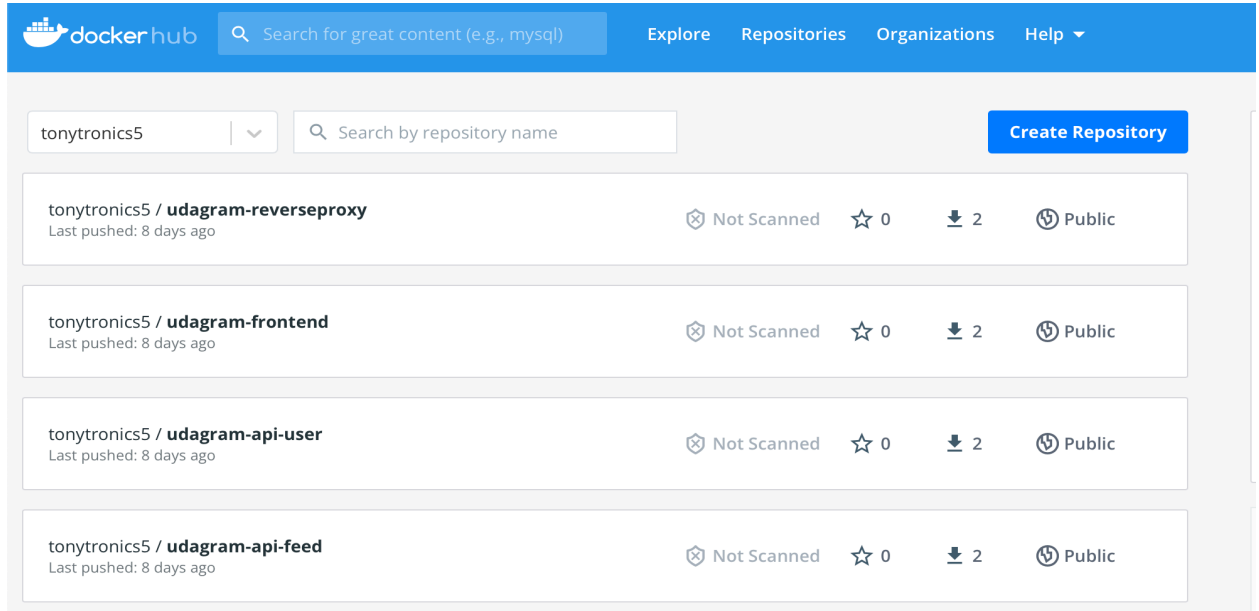 dockerhub
Search for great content (e.g., mysql)
Explore
Repositories
Organizations
Help
tonytronics5
Search by repository name
Create Repository
tonytronics5 / udagram-reverseproxy
Last pushed: 8 days ago
Not Scanned
0
2
Public
tonytronics5 / udagram-frontend
Last pushed: 8 days ago
Not Scanned
0
2
Public
tonytronics5 / udagram-api-user
Last pushed: 8 days ago
Not Scanned
0
2
Public
tonytronics5 / udagram-api-feed
Last pushed: 8 days ago
Not Scanned
0
2
Public